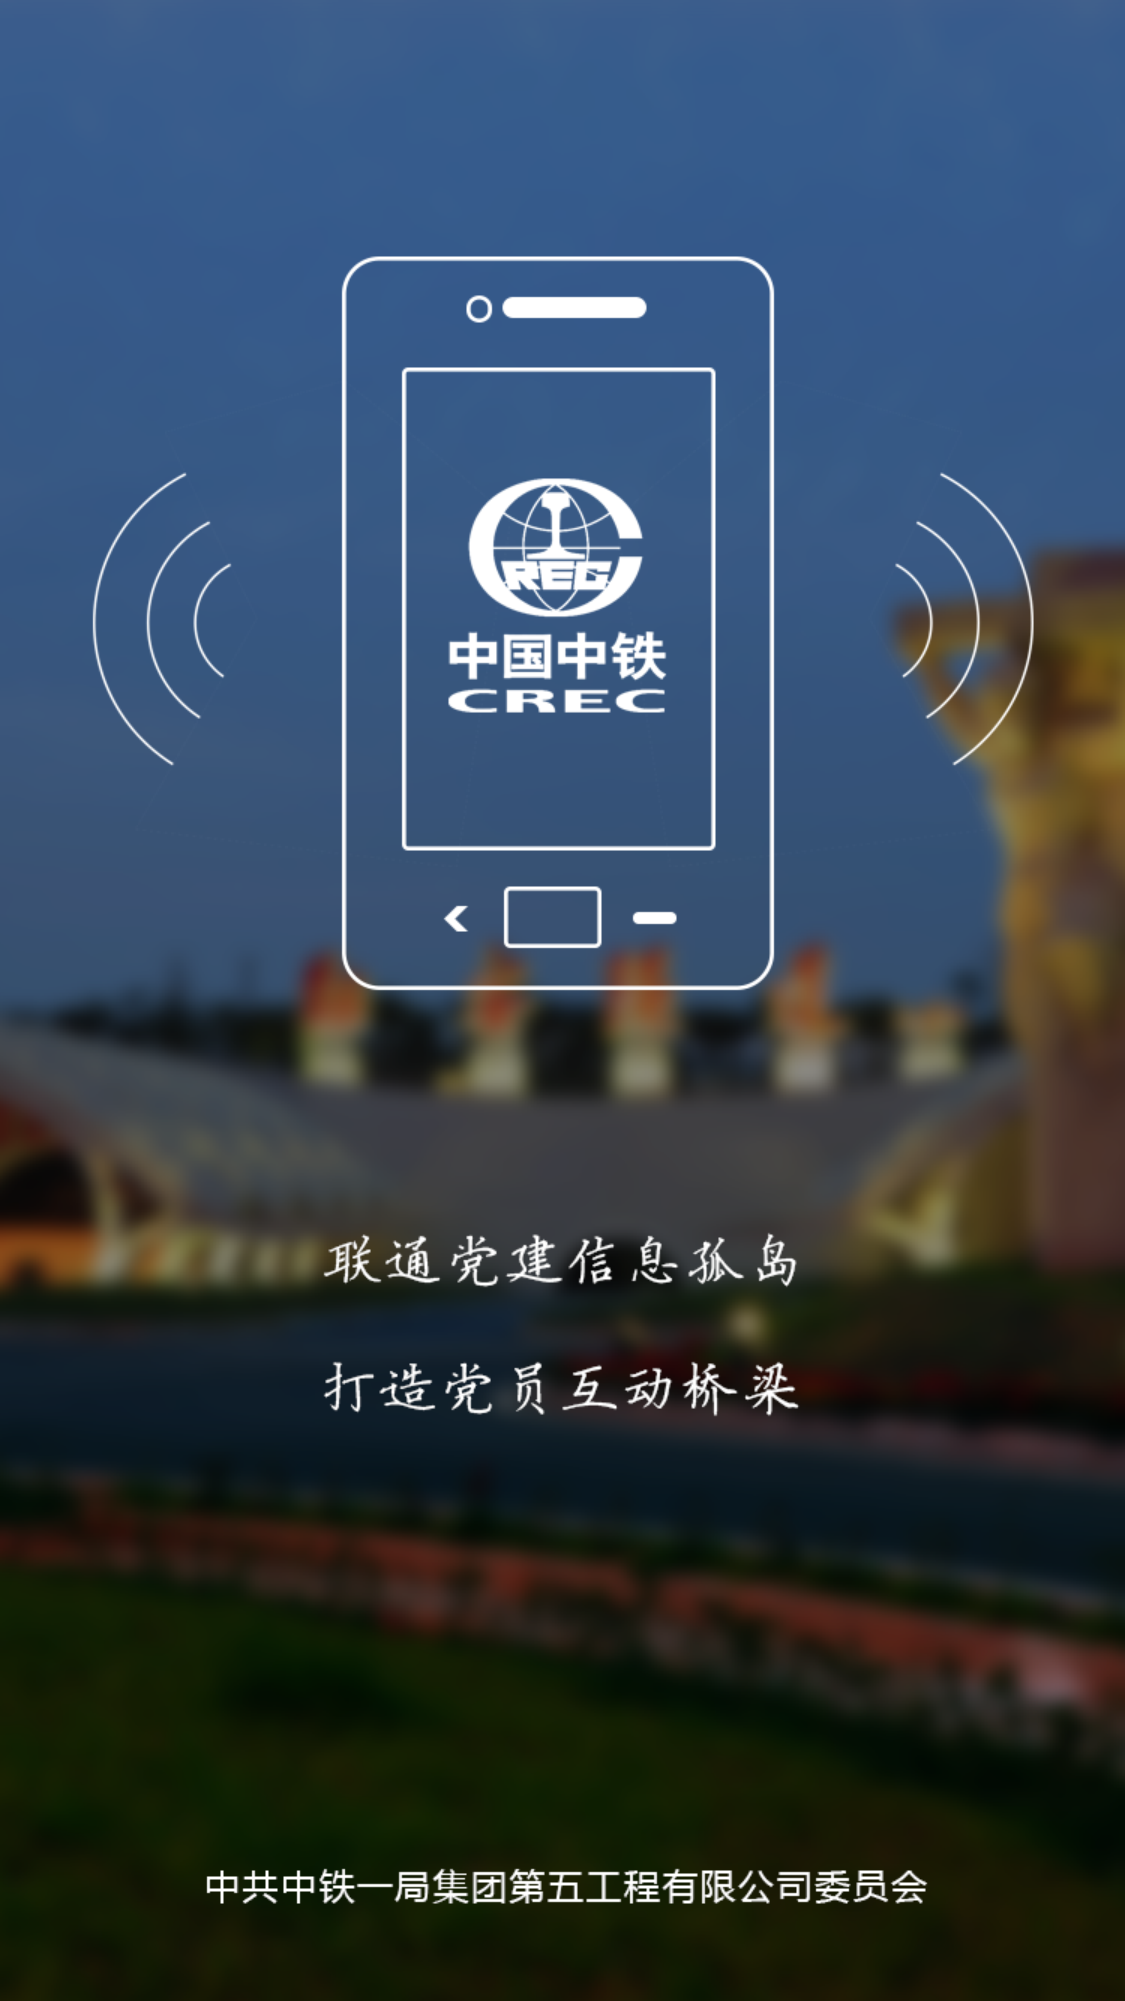 REC
中国中铁
CREC
联通党建信息孤岛
打造党员互动桥梁
中共中铁一局集团第五工程有限公司委员会